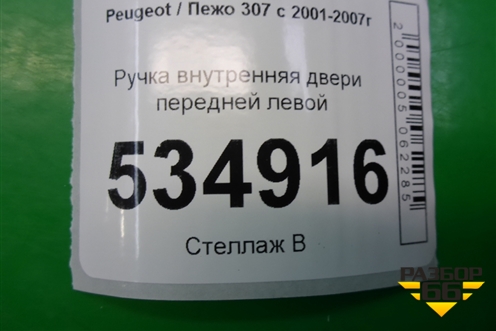 Peugeot / Пежо 307 с 2001-2007г
Ручка внутренняя двери
передней левой
534916
Стеллаж В
2000005062285
РАЗБОР
66